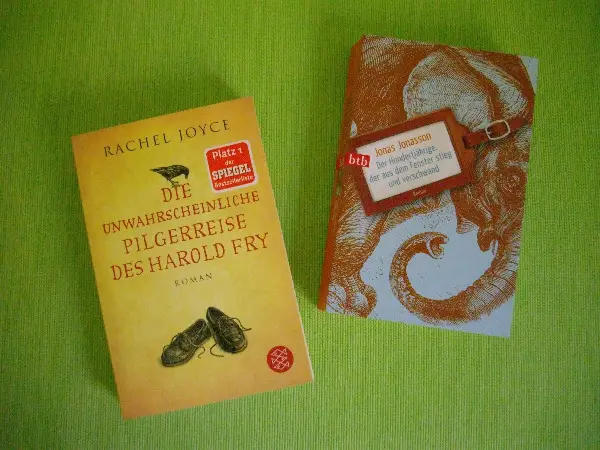 RACHEL JOYCE
Platz 1
der
SPIEGEL
Bestsellerliste
DIE
UNWAHRSCHEINLICHE
PILGERREISE
DES HAROLD FRY
ROMAN
btb
Jonas Jonasson
Der Hundertjährige,
der aus dem Fenster stieg
und verschwand
Roman